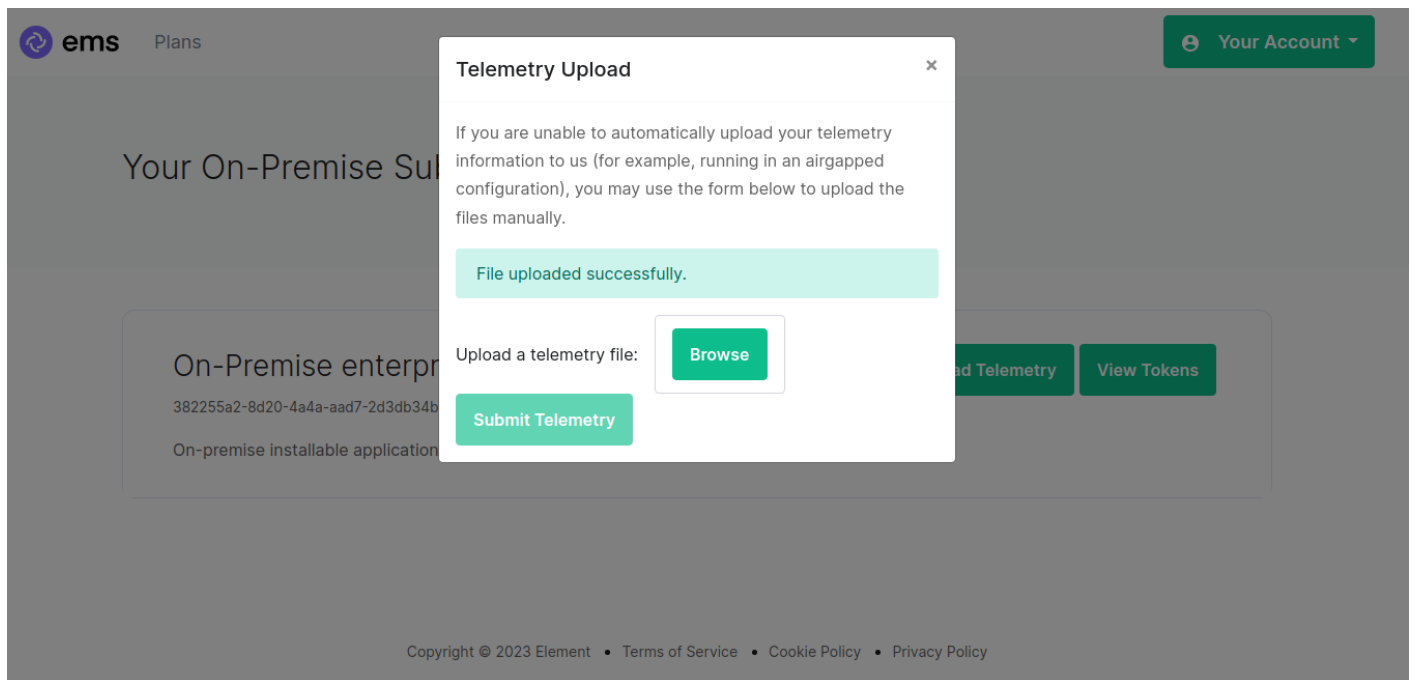 ems Plans Your Account
Telemetry Upload ×
If you are unable to automatically upload your telemetry
information to us (for example, running in an airgapped
configuration), you may use the form below to upload the
files manually.
Your On-Premise
File uploaded successfully.
Upload a telemetry file: Browse
Submit Telemetry
On-Premise
382255a2-8d20-4a4a-aad7-2d3db34b
On-premise installable application
Telemetry View Tokens
Copyright © 2023 Element • Terms of Service • Cookie Policy • Privacy Policy